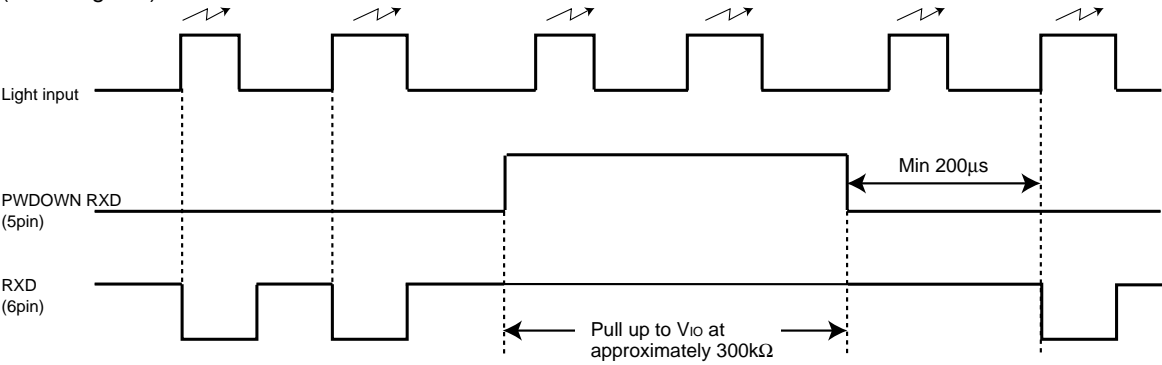 Light input
Min 200μs
PWDOWN RXD
(5pin)
RXD
(6pin)
Pull up to VIO at
approximately 300kΩ